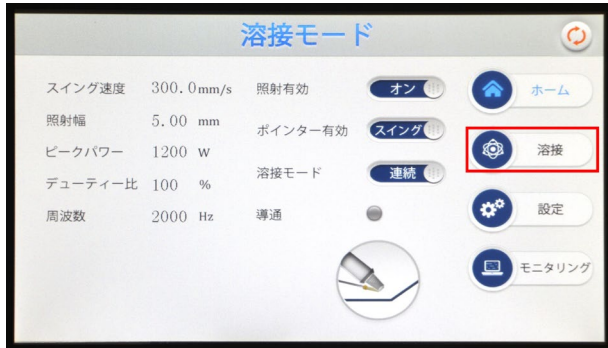 溶接モード
スイング速度 300.0mm/s 照射有効 オン ホーム
照射幅 5.00 mm ポインター有効 スイング
ピークパワー 1200 W 溶接
デューティー比 100 % 溶接モード 連続
周波数 2000 Hz 導通 設定
モニタリング